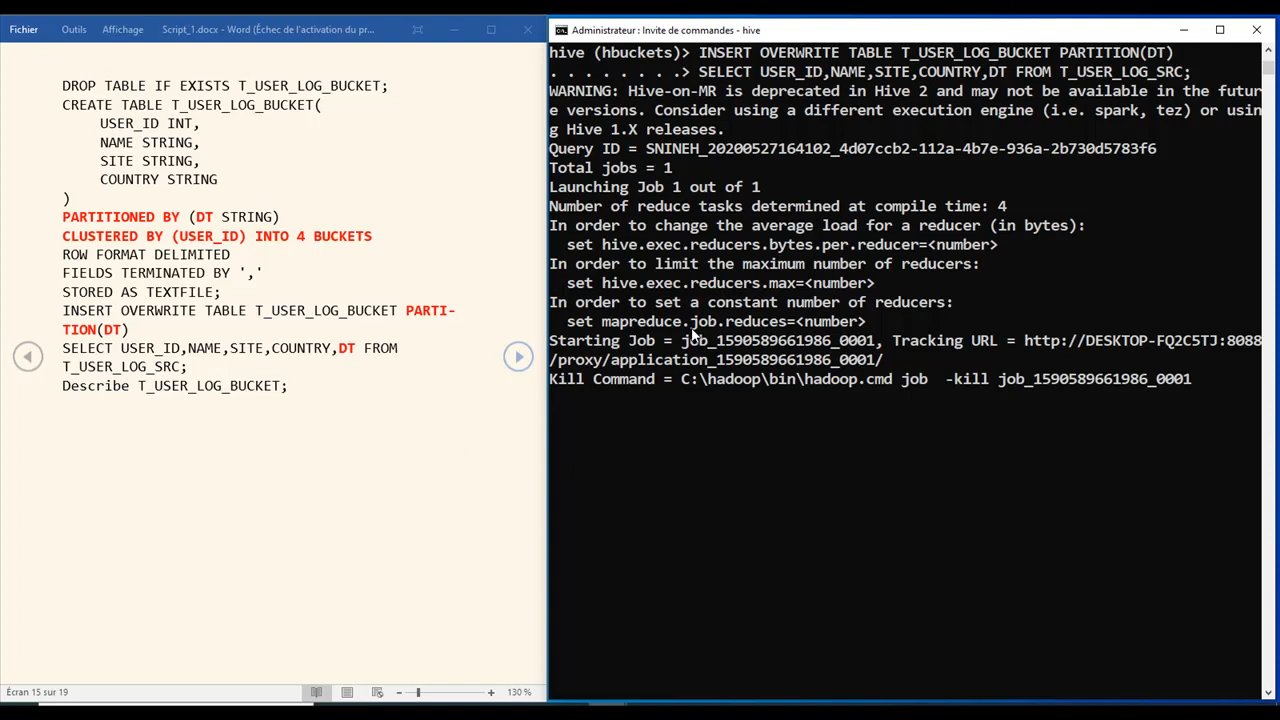 Fichier Outils Affichage Script_1.docx - Word (Échec de l'activation du pr...
DROP TABLE IF EXISTS T_USER_LOG_BUCKET;
CREATE TABLE T_USER_LOG_BUCKET(
USER_ID INT,
NAME STRING,
SITE STRING,
COUNTRY STRING
)
PARTITIONED BY (DT STRING)
CLUSTERED BY (USER_ID) INTO 4 BUCKETS
ROW FORMAT DELIMITED
FIELDS TERMINATED BY ','
STORED AS TEXTFILE;
INSERT OVERWRITE TABLE T_USER_LOG_BUCKET PARTI-
TION(DT)
SELECT USER_ID,NAME,SITE,COUNTRY,DT FROM
T_USER_LOG_SRC;
Describe T_USER_LOG_BUCKET;
Écran 15 sur 19
130 %
Administrateur : Invite de commandes - hive
hive (hbuckets)> INSERT OVERWRITE TABLE T_USER_LOG_BUCKET PARTITION(DT)
. . . . . . . .> SELECT USER_ID,NAME,SITE,COUNTRY,DT FROM T_USER_LOG_SRC;
WARNING: Hive-on-MR is deprecated in Hive 2 and may not be available in the futur
e versions. Consider using a different execution engine (i.e. spark, tez) or usin
g Hive 1.X releases.
Query ID = SNINEH_20200527164102_4d07ccb2-112a-4b7e-936a-2b730d5783f6
Total jobs = 1
Launching Job 1 out of 1
Number of reduce tasks determined at compile time: 4
In order to change the average load for a reducer (in bytes):
set hive.exec.reducers.bytes.per.reducer=<number>
In order to limit the maximum number of reducers:
set hive.exec.reducers.max=<number>
In order to set a constant number of reducers:
set mapreduce.job.reduces=<number>
Starting Job = job_1590589661986_0001, Tracking URL = http://DESKTOP-FQ2C5TJ:8088
/proxy/application_1590589661986_0001/
Kill Command = C:\hadoop\bin\hadoop.cmd job  -kill job_1590589661986_0001